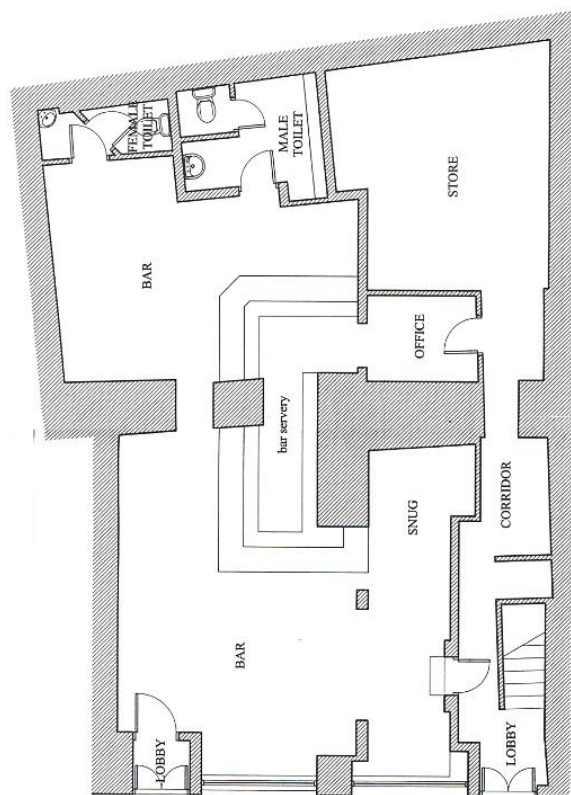 FEMALE
TOILET
MALE
TOILET
STORE
BAR
OFFICE
bar servery
SNUG
CORRIDOR
BAR
LOBBY
LOBBY